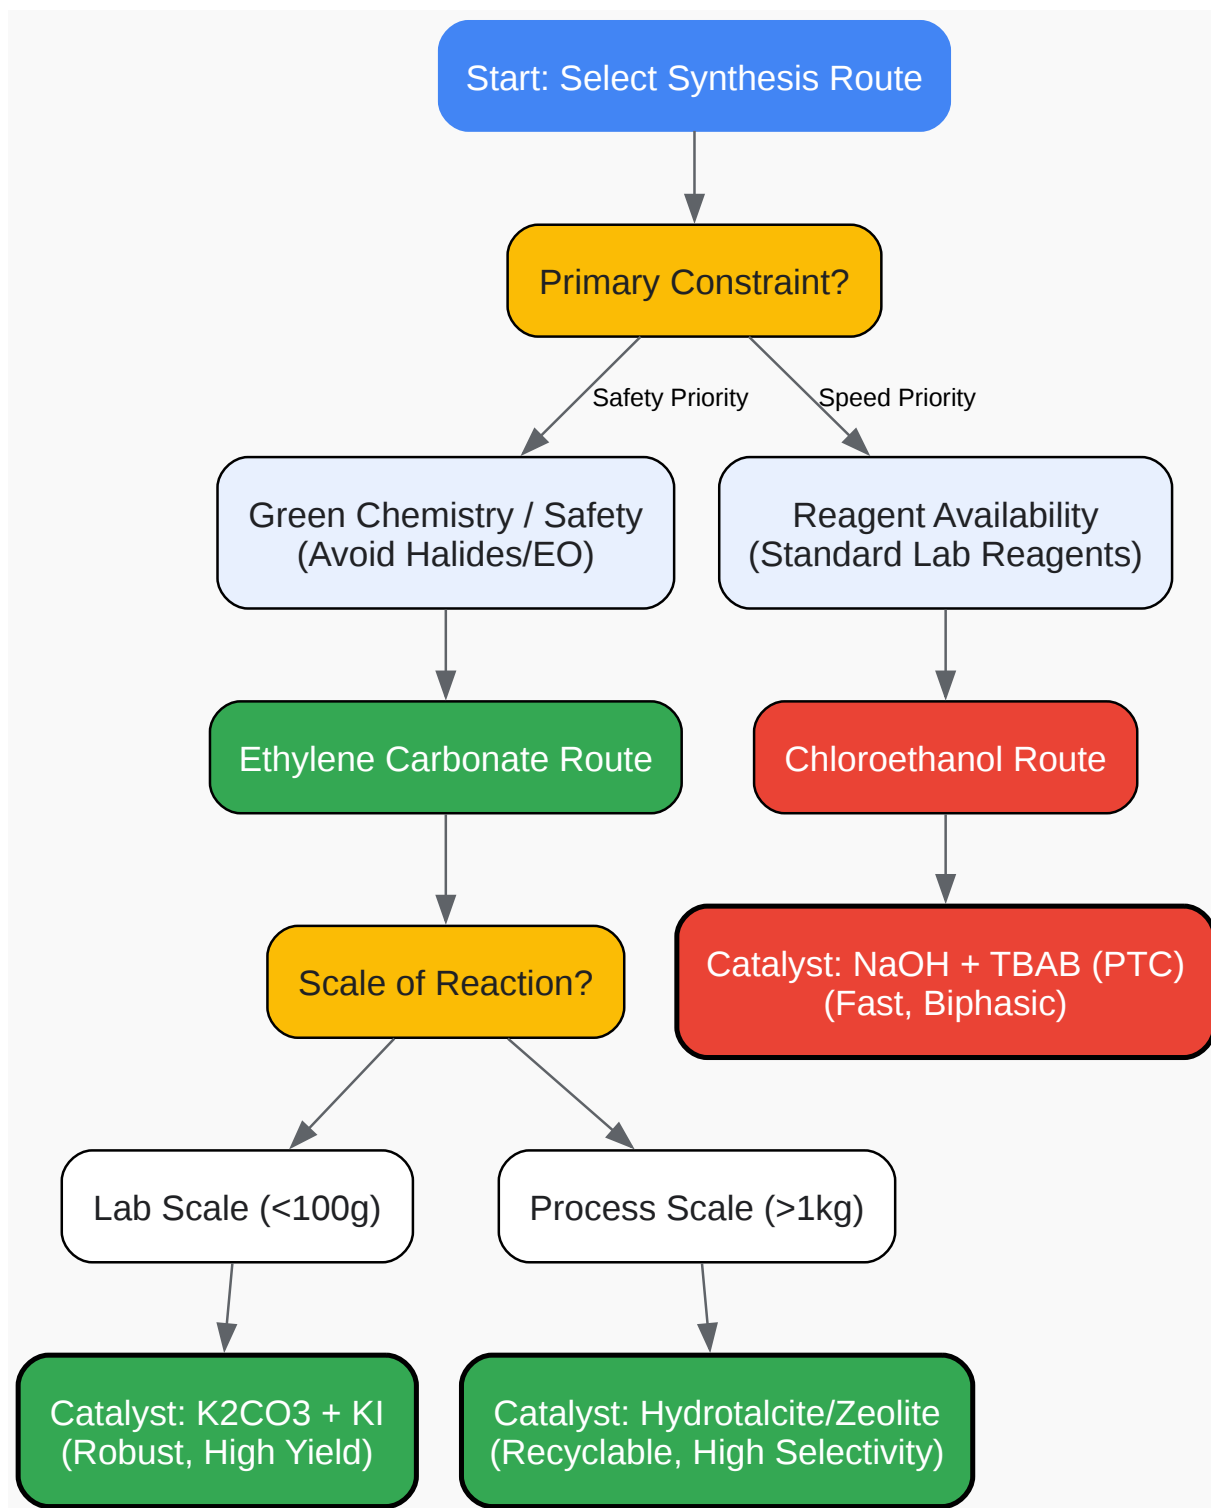 Start: Select Synthesis Route
Primary Constraint?
Safety Priority
Speed Priority
Green Chemistry / Safety
(Avoid Halides/EO)
Reagent Availability
(Standard Lab Reagents)
Ethylene Carbonate Route
Chloroethanol Route
Scale of Reaction?
Catalyst: NaOH + TBAB (PTC)
(Fast, Biphasic)
Lab Scale (<100g)
Process Scale (>1kg)
Catalyst: K2CO3 + KI
(Robust, High Yield)
Catalyst: Hydrotalcite/Zeolite
(Recyclable, High Selectivity)